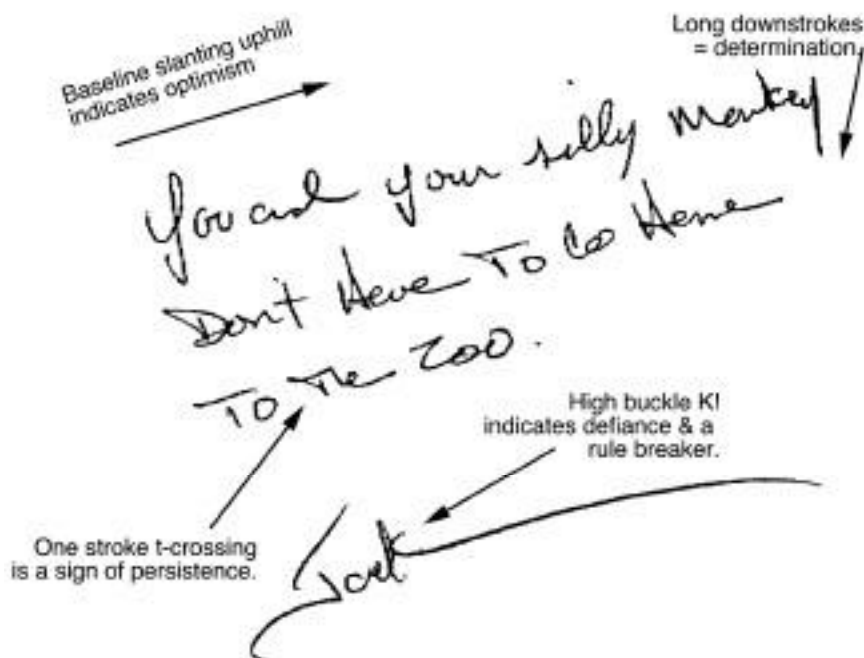 Baseline slanting uphill
indicates optimism
Long downstrokes
= determination
You and your silly monkey
Don't Have To Go Home
To The Zoo.
High buckle K!
indicates defiance & a
rule breaker.
One stroke t-crossing
is a sign of persistence.
Jack